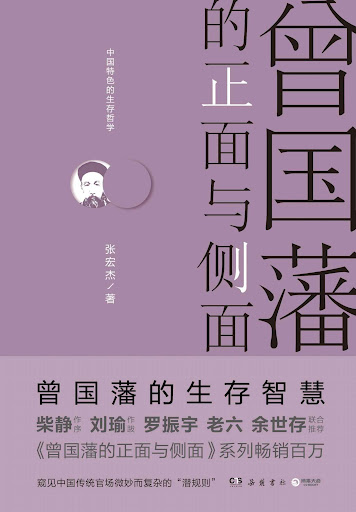 曾国藩
的正面与侧面
中国特色的生存哲学
张宏杰/著
曾国藩的生存智慧
柴静作序 刘瑜作跋 罗振宇 老六 余世存 联合推荐
《曾国藩的正面与侧面》系列畅销百万
窥见中国传统官场微妙而复杂的“潜规则”
岳麓书社